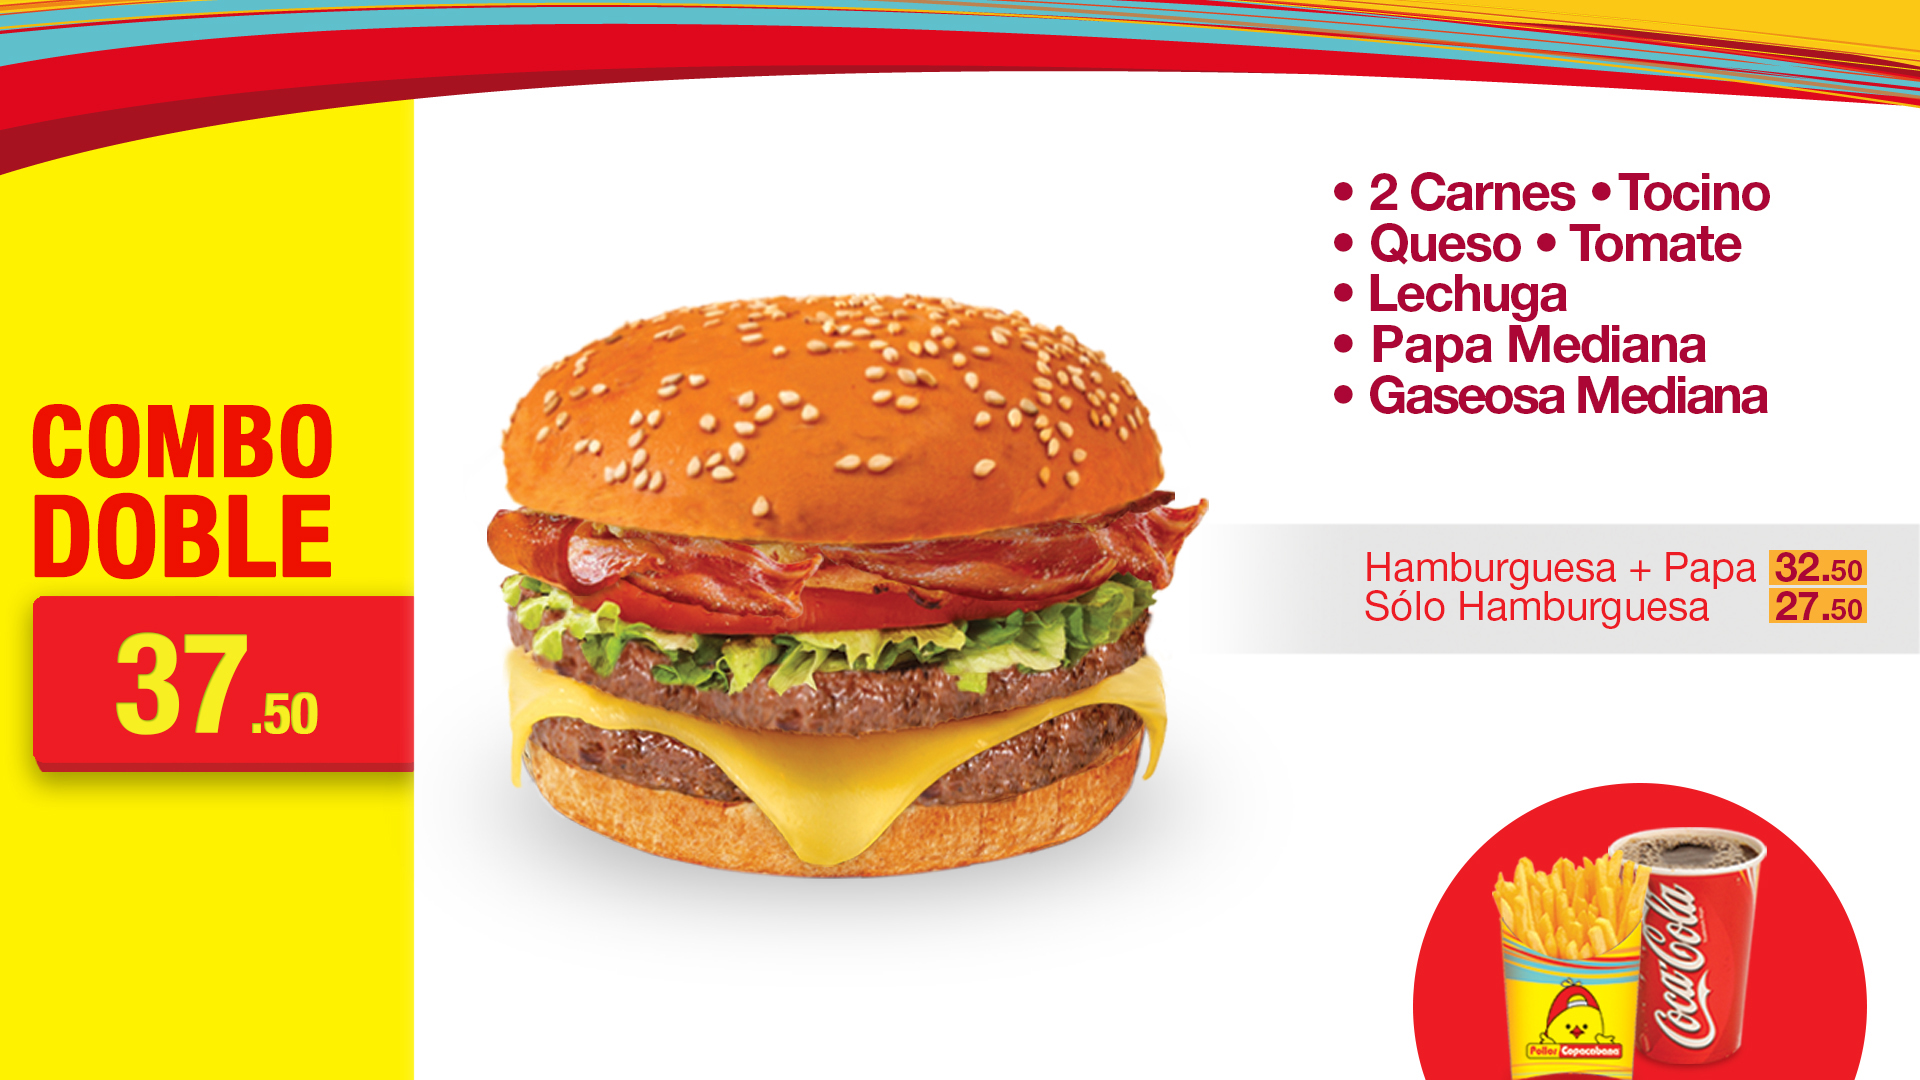 COMBO
DOBLE
37.50
• 2 Carnes • Tocino
• Queso • Tomate
• Lechuga
• Papa Mediana
• Gaseosa Mediana
Hamburguesa + Papa 32.50
Sólo Hamburguesa 27.50
Coca-Cola
Pollos Copacabana